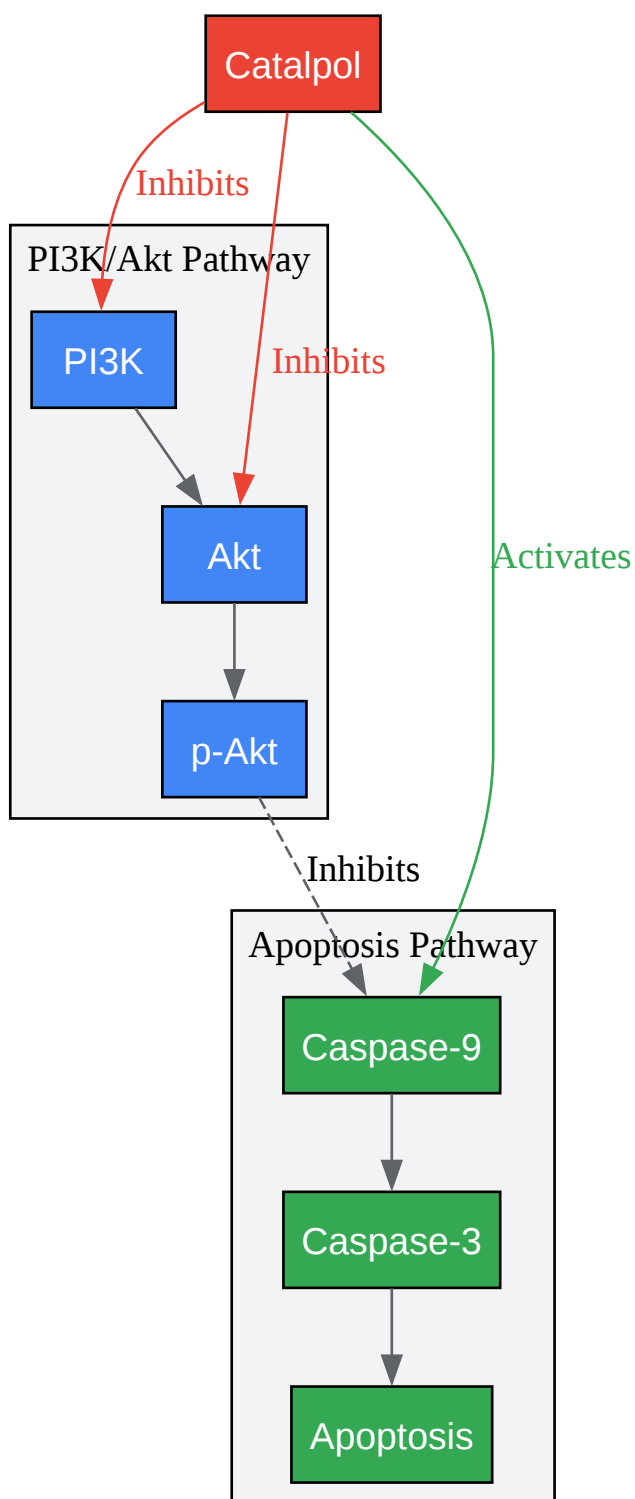 Catalpol
Inhibits
PI3K/Akt Pathway
PI3K
Inhibits
Akt
Activates
p-Akt
Inhibits
Apoptosis Pathway
Caspase-9
Caspase-3
Apoptosis